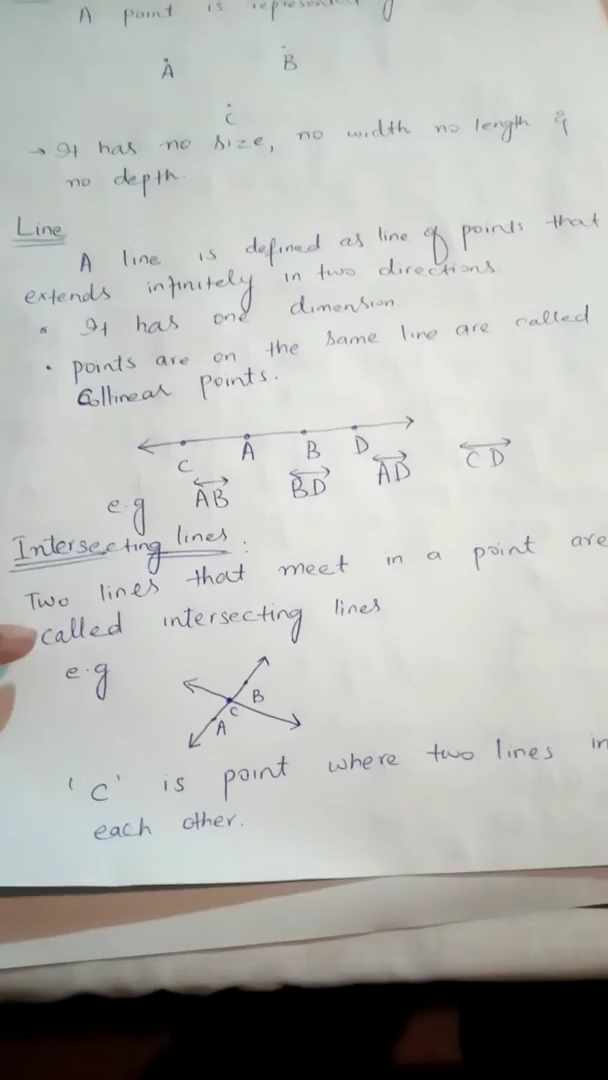 A point is represented
A B
C
→ It has no size, no width no length &
no depth.
Line
A line is defined as line of points that
extends infinitely in two directions
• It has one dimension.
• points are on the same line are called
Collinear points.
C A B D
e.g AB BD AD CD
Intersecting lines:
Two lines that meet in a point are
called intersecting lines
e.g
B
C
A
'C' is point where two lines in
each other.